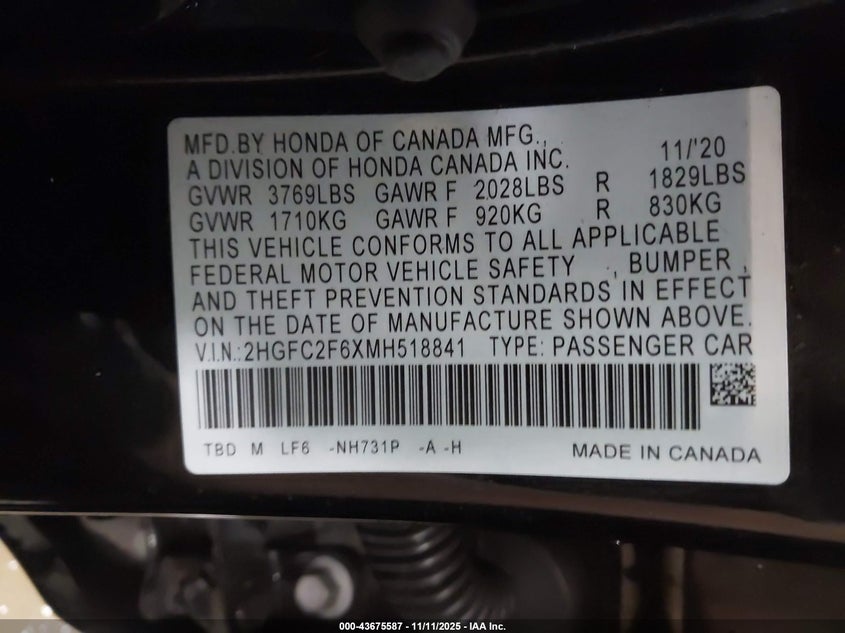 MFD.BY HONDA OF CANADA MFG.,
A DIVISION OF HONDA CANADA INC. 11/'20
GVWR 3769LBS GAWR F 2028LBS R 1829LBS
GVWR 1710KG GAWR F 920KG R 830KG
THIS VEHICLE CONFORMS TO ALL APPLICABLE
FEDERAL MOTOR VEHICLE SAFETY , BUMPER ,
AND THEFT PREVENTION STANDARDS IN EFFECT
ON THE DATE OF MANUFACTURE SHOWN ABOVE.
V.I.N.:2HGFC2F6XMH518841 TYPE: PASSENGER CAR
TBD M LF6 -NH731P -A -H MADE IN CANADA
000-43675587 - 11/11/2025 - IAA Inc.